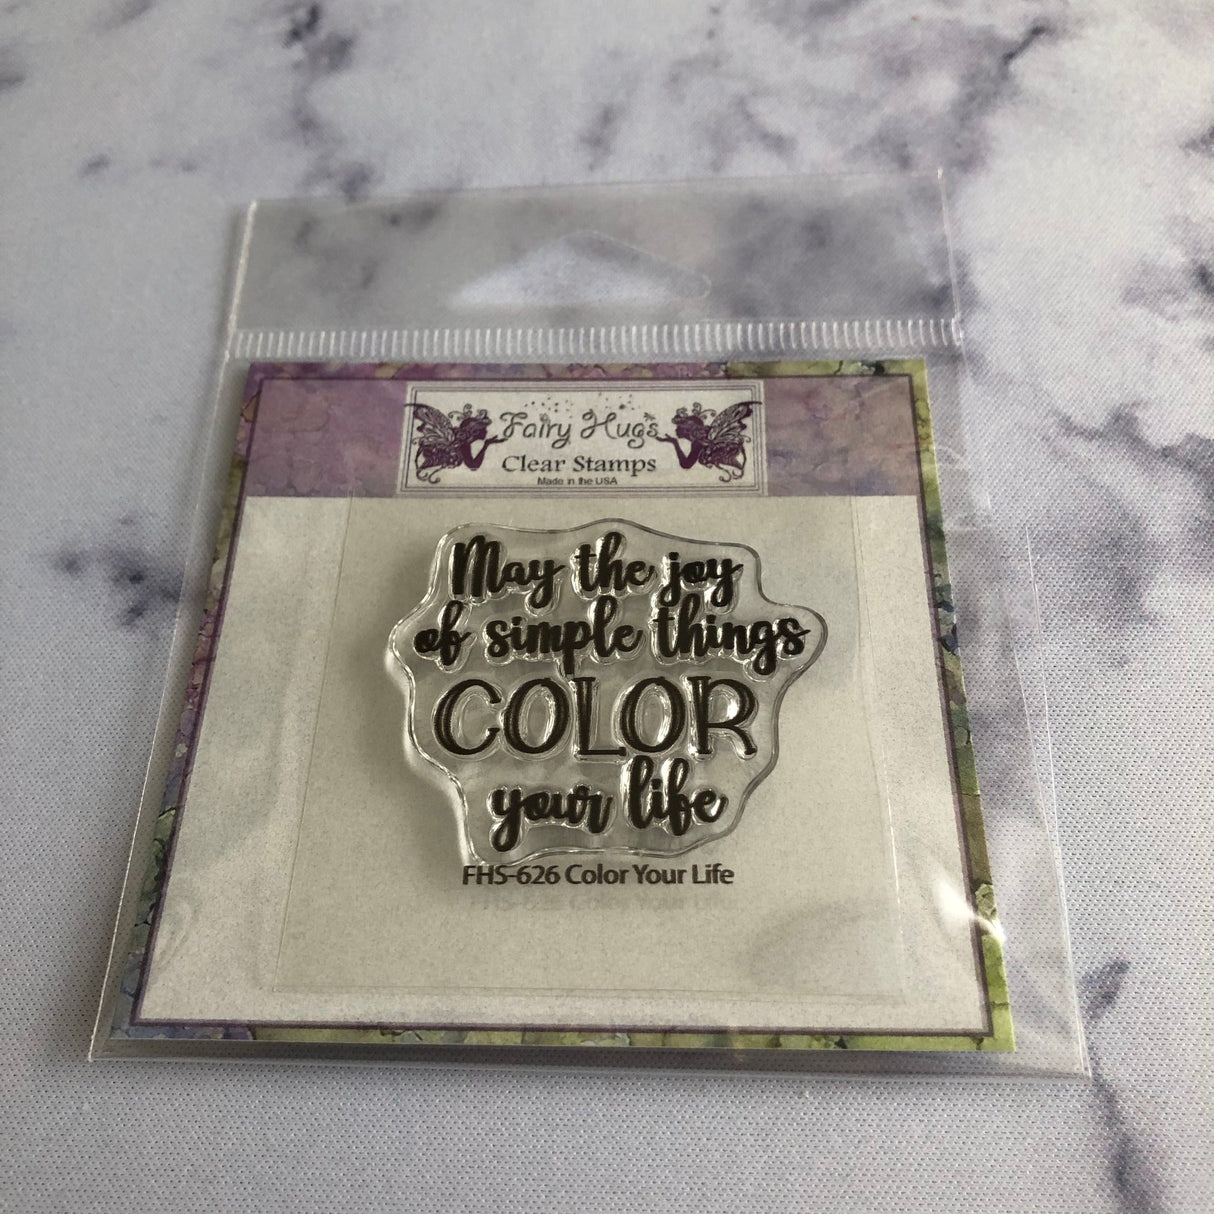 Fairy Hugs
Clear Stamps
Made in the USA
May the joy
of simple things
COLOR
your life
FHS-626 Color Your Life